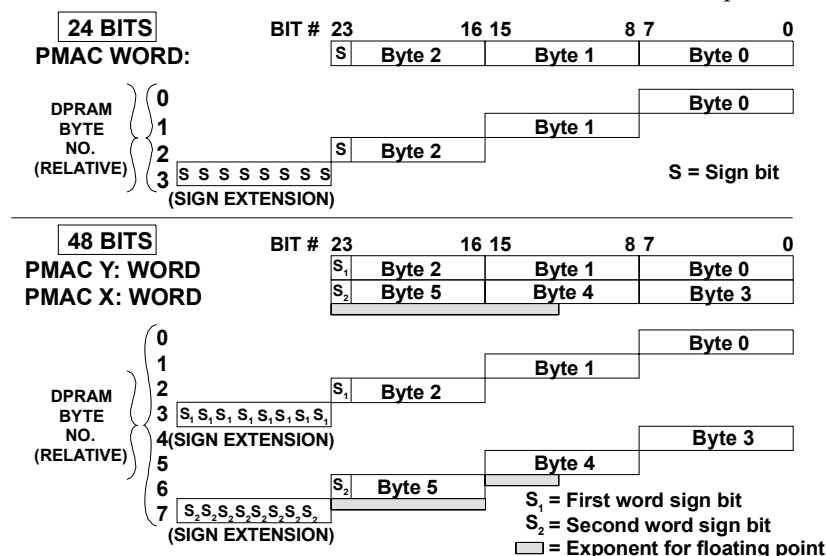 24 BITS BIT # 23 16 15 8 7 0
PMAC WORD: S Byte 2 Byte 1 Byte 0
DPRAM BYTE NO. (RELATIVE)
0 Byte 0
1 Byte 1
2 S Byte 2
3 S S S S S S S S
(SIGN EXTENSION)
S = Sign bit
48 BITS BIT # 23 16 15 8 7 0
PMAC Y: WORD S₁ Byte 2 Byte 1 Byte 0
PMAC X: WORD S₂ Byte 5 Byte 4 Byte 3
DPRAM BYTE NO. (RELATIVE)
0 Byte 0
1 Byte 1
2 S₁ Byte 2
3 S₁ S₁ S₁ S₁ S₁ S₁ S₁ S₁
4 (SIGN EXTENSION) Byte 3
5 Byte 4
6 S₂ Byte 5
7 S₂ S₂ S₂ S₂ S₂ S₂ S₂ S₂
(SIGN EXTENSION)
S₁ = First word sign bit
S₂ = Second word sign bit
= Exponent for floating point